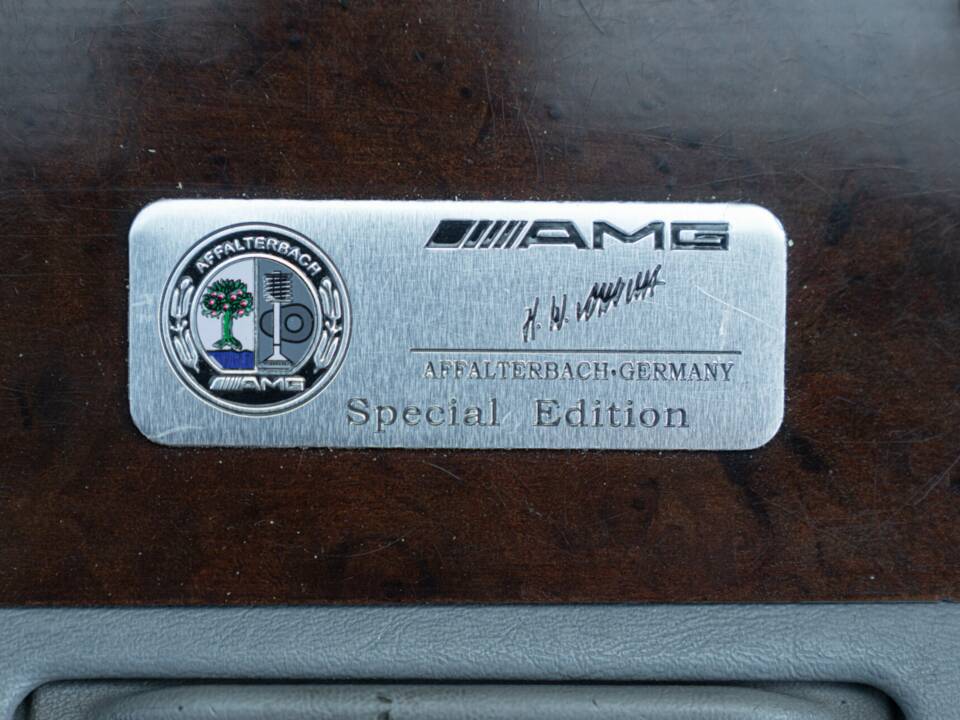 AFFALTERBACH
AMG
AMG
H. W.
AFFALTERBACH·GERMANY
Special Edition